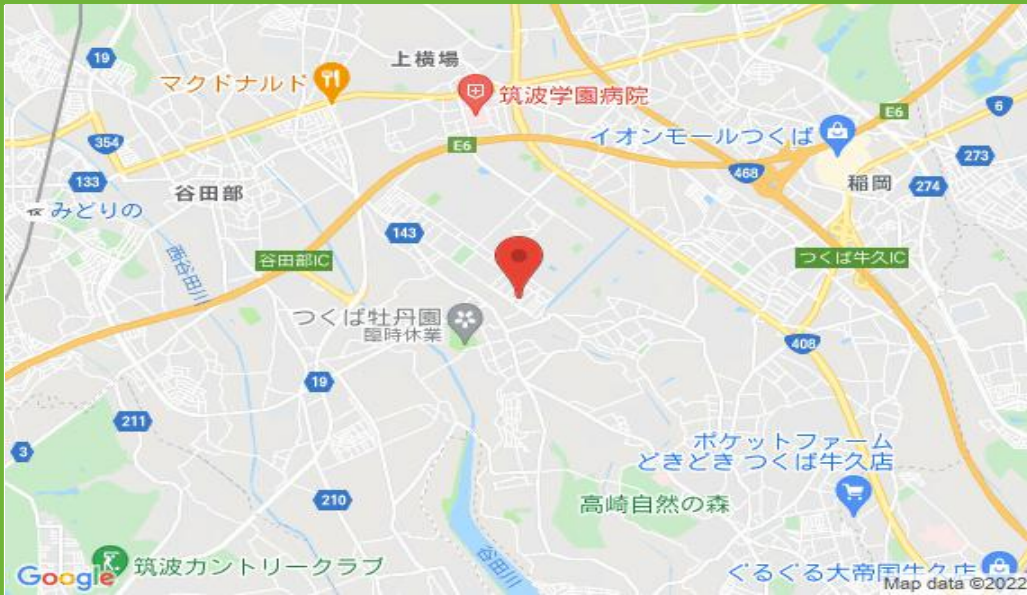 19
上横場
マクドナルド
筑波学園病院
6
E6
イオンモールつくば
354
E6
273
468
133
稲岡
274
谷田部
みどりの
143
西谷田川
谷田部IC
つくば牛久IC
つくば牡丹園
臨時休業
408
19
211
ポケットファーム
どきどき つくば牛久店
3
210
高崎自然の森
谷田川
筑波カントリークラブ
ぐるぐる大帝国牛久店
Google
Map data ©2022